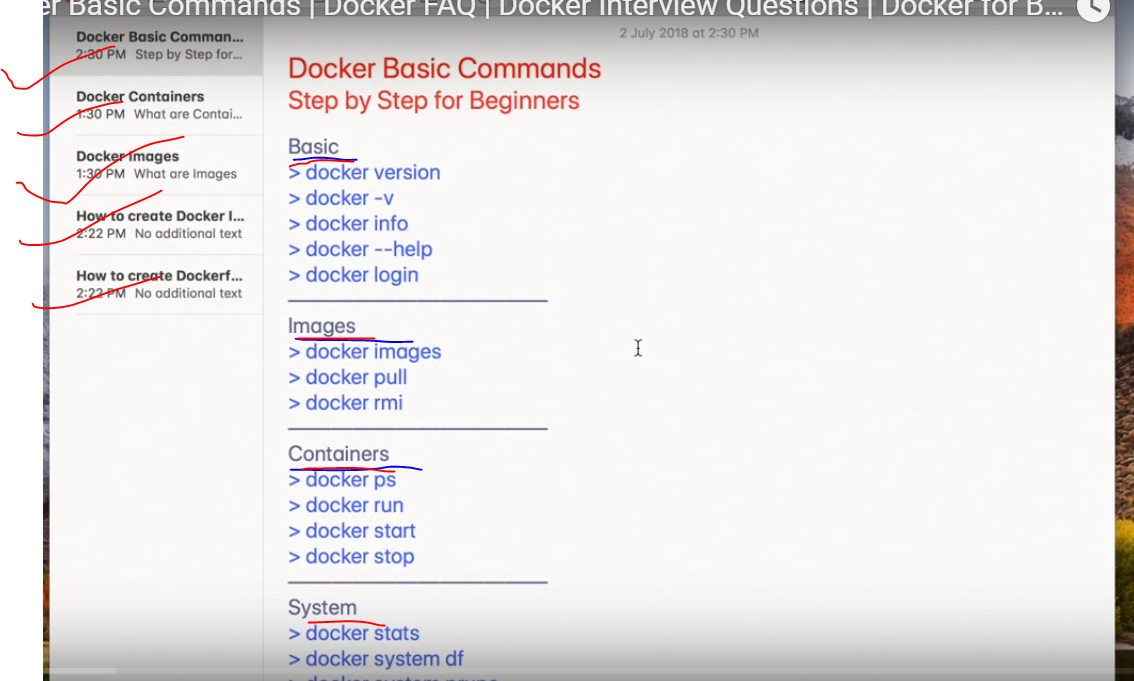 er Basic Commands | Docker FAQ | Docker Interview Questions | Docker for B...
Docker Basic Comman...
2:30 PM Step by Step for...
Docker Containers
1:30 PM What are Contai...
Docker Images
1:30 PM What are Images
How to create Docker I...
2:22 PM No additional text
How to create Dockerf...
2:22 PM No additional text
2 July 2018 at 2:30 PM
Docker Basic Commands
Step by Step for Beginners
Basic
> docker version
> docker -v
> docker info
> docker --help
> docker login
Images
> docker images
> docker pull
> docker rmi
Containers
> docker ps
> docker run
> docker start
> docker stop
System
> docker stats
> docker system df
> docker system prune